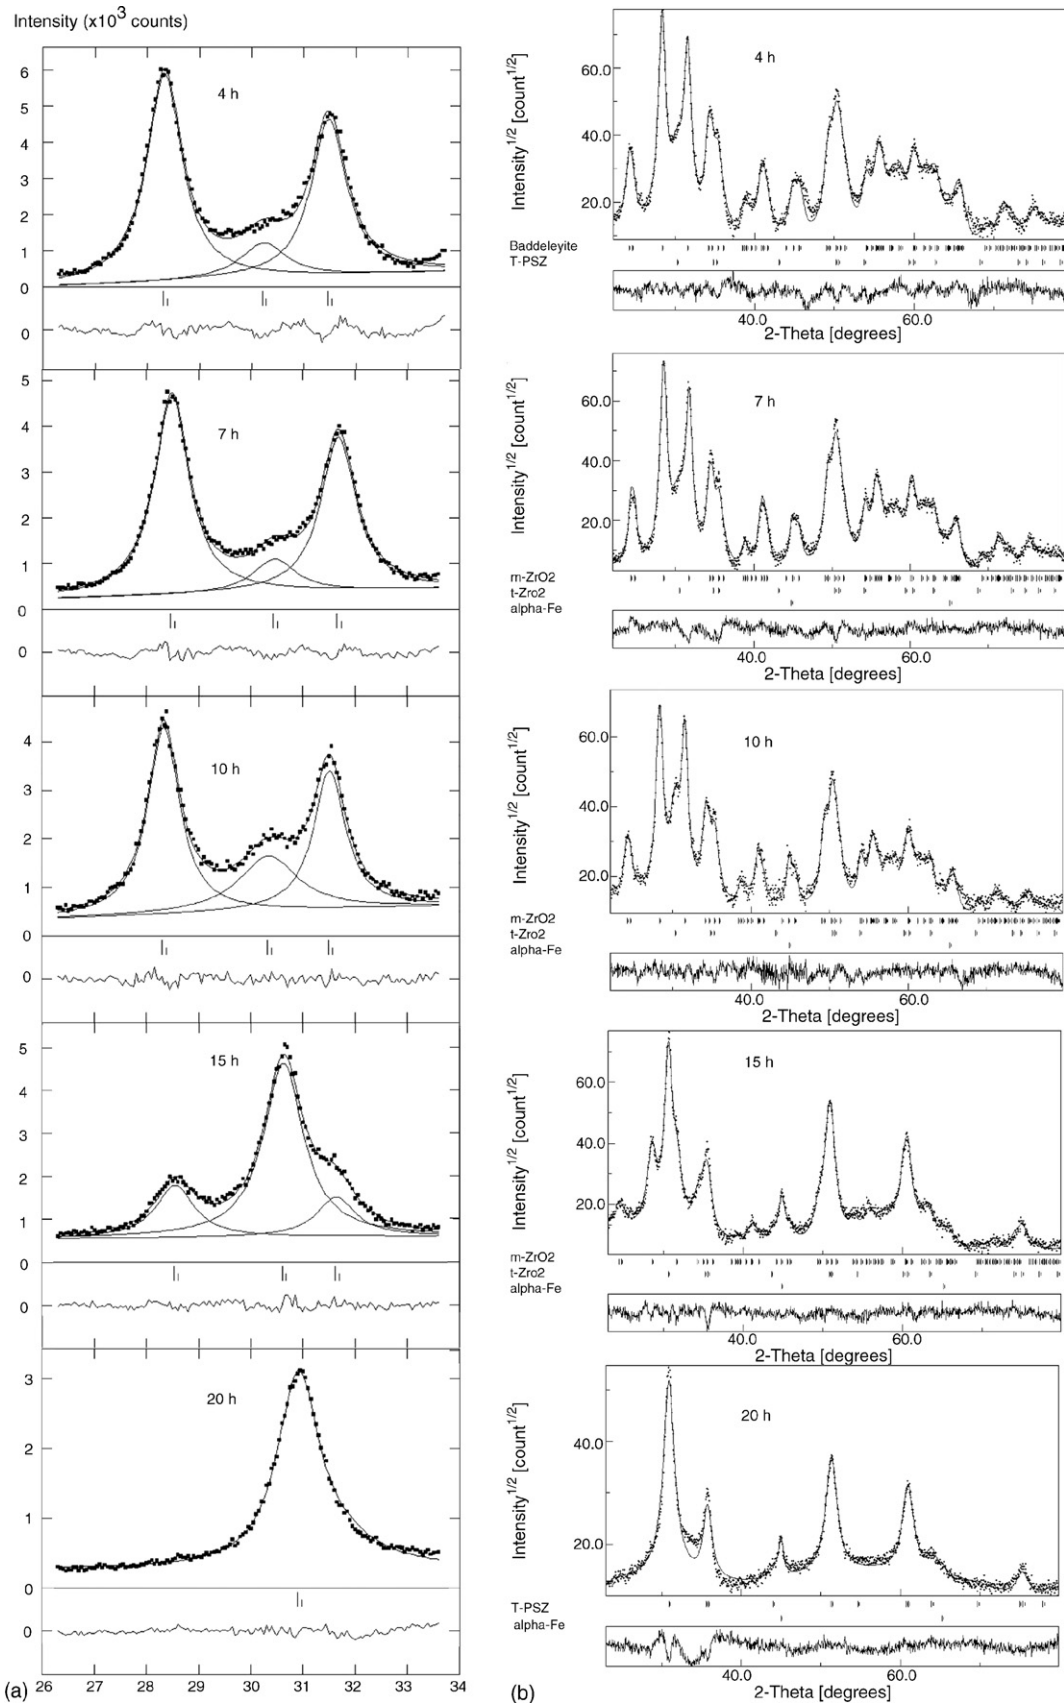 Intensity (x10³ counts)
6
5
4
3
2
1
0
0
4 h
5
4
3
2
1
0
0
7 h
4
3
2
1
0
0
10 h
5
4
3
2
1
0
0
15 h
3
2
1
0
0
20 h
26 27 28 29 30 31 32 33 34
(a)
Intensity^1/2 [count^1/2]
60.0
40.0
20.0
4 h
Baddeleyite
T-PSZ
40.0 60.0
2-Theta [degrees]
Intensity^1/2 [count^1/2]
60.0
40.0
20.0
7 h
m-ZrO2
t-Zro2
alpha-Fe
40.0 60.0
2-Theta [degrees]
Intensity^1/2 [count^1/2]
60.0
40.0
20.0
10 h
m-ZrO2
t-Zro2
alpha-Fe
40.0 60.0
2-Theta [degrees]
Intensity^1/2 [count^1/2]
60.0
40.0
20.0
15 h
m-ZrO2
t-Zro2
alpha-Fe
40.0 60.0
2-Theta [degrees]
Intensity^1/2 [count^1/2]
40.0
20.0
20 h
T-PSZ
alpha-Fe
40.0 60.0
2-Theta [degrees]
(b)